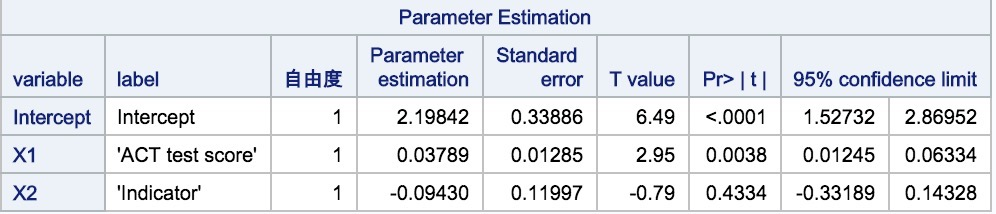 Parameter Estimation
variable label 自由度 Parameter estimation Standard error T value Pr> | t | 95% confidence limit
Intercept Intercept 1 2.19842 0.33886 6.49 <.0001 1.52732 2.86952
X1 'ACT test score' 1 0.03789 0.01285 2.95 0.0038 0.01245 0.06334
X2 'Indicator' 1 -0.09430 0.11997 -0.79 0.4334 -0.33189 0.14328